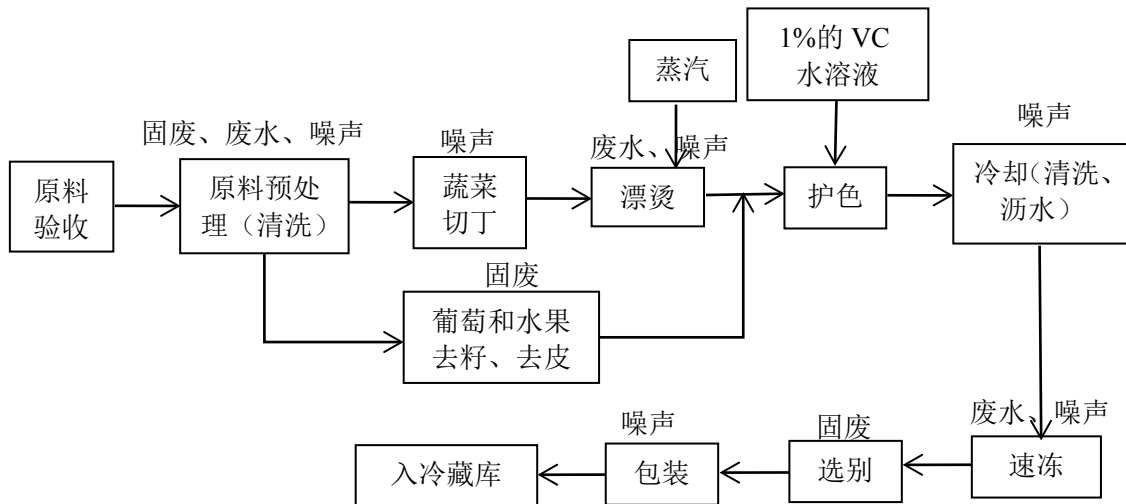 1%的 VC
水溶液
蒸汽
噪声
固废、废水、噪声
噪声
废水、噪声
原料
验收
原料预处
理（清洗）
蔬菜
切丁
漂烫
护色
冷却（清洗、
沥水）
固废
葡萄和水果
去籽、去皮
噪声
固废
废水、噪声
入冷藏库
包装
选别
速冻